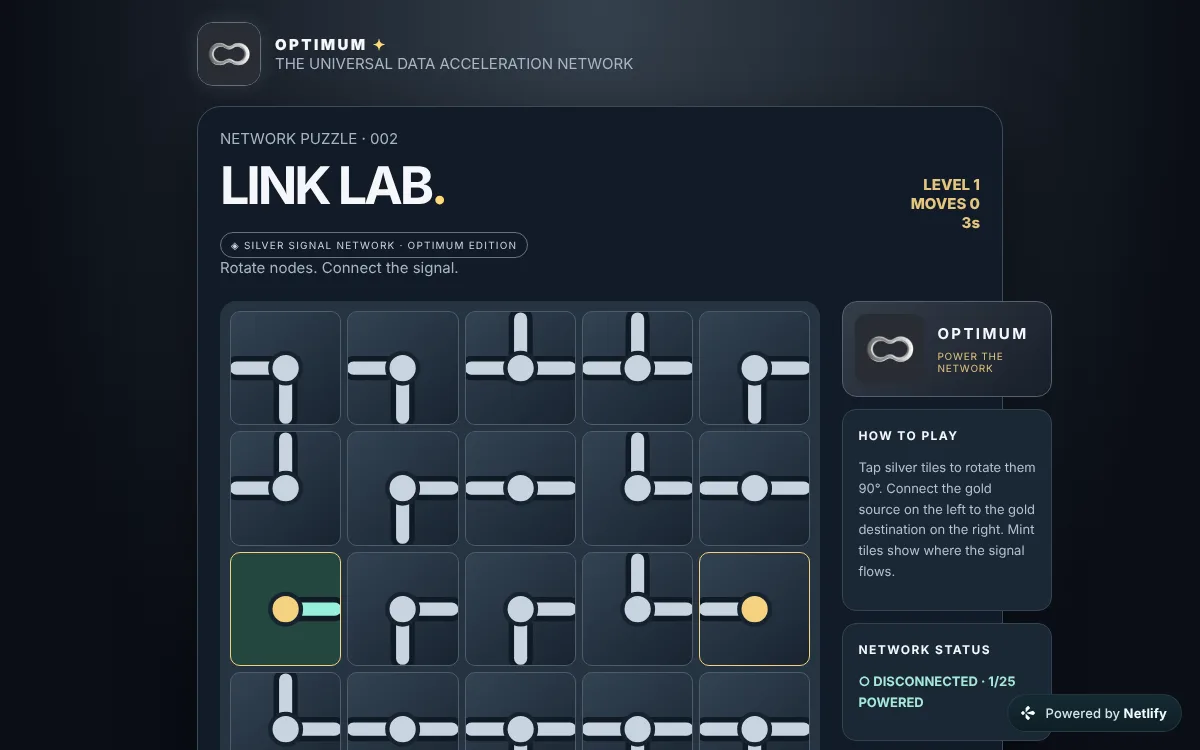 OPTIMUM ✦
THE UNIVERSAL DATA ACCELERATION NETWORK
NETWORK PUZZLE · 002
LINK LAB.
LEVEL 1
MOVES 0
3s
◈ SILVER SIGNAL NETWORK · OPTIMUM EDITION
Rotate nodes. Connect the signal.
OPTIMUM
POWER THE
NETWORK
HOW TO PLAY
Tap silver tiles to rotate them
90°. Connect the gold
source on the left to the gold
destination on the right. Mint
tiles show where the signal
flows.
NETWORK STATUS
○ DISCONNECTED · 1/25
POWERED
Powered by Netlify